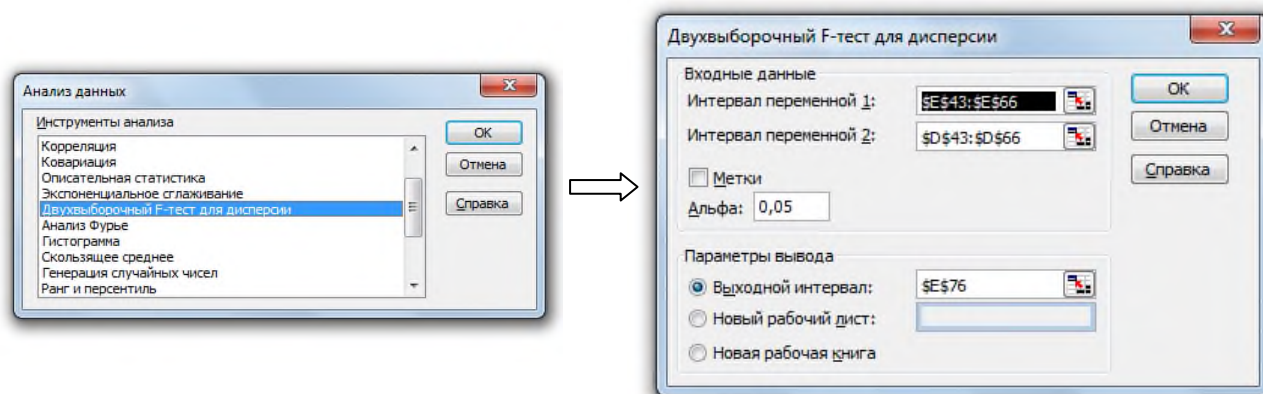 Анализ данных
Инструменты анализа
Корреляция
Ковариация
Описательная статистика
Экспоненциальное сглаживание
Двухвыборочный F-тест для дисперсии
Анализ Фурье
Гистограмма
Скользящее среднее
Генерация случайных чисел
Ранг и персентиль
ОК
Отмена
Справка
Двухвыборочный F-тест для дисперсии
Входные данные
Интервал переменной 1: $E$43:$E$66
Интервал переменной 2: $D$43:$D$66
Метки
Альфа: 0,05
ОК
Отмена
Справка
Параметры вывода
Выходной интервал: $E$76
Новый рабочий лист:
Новая рабочая книга